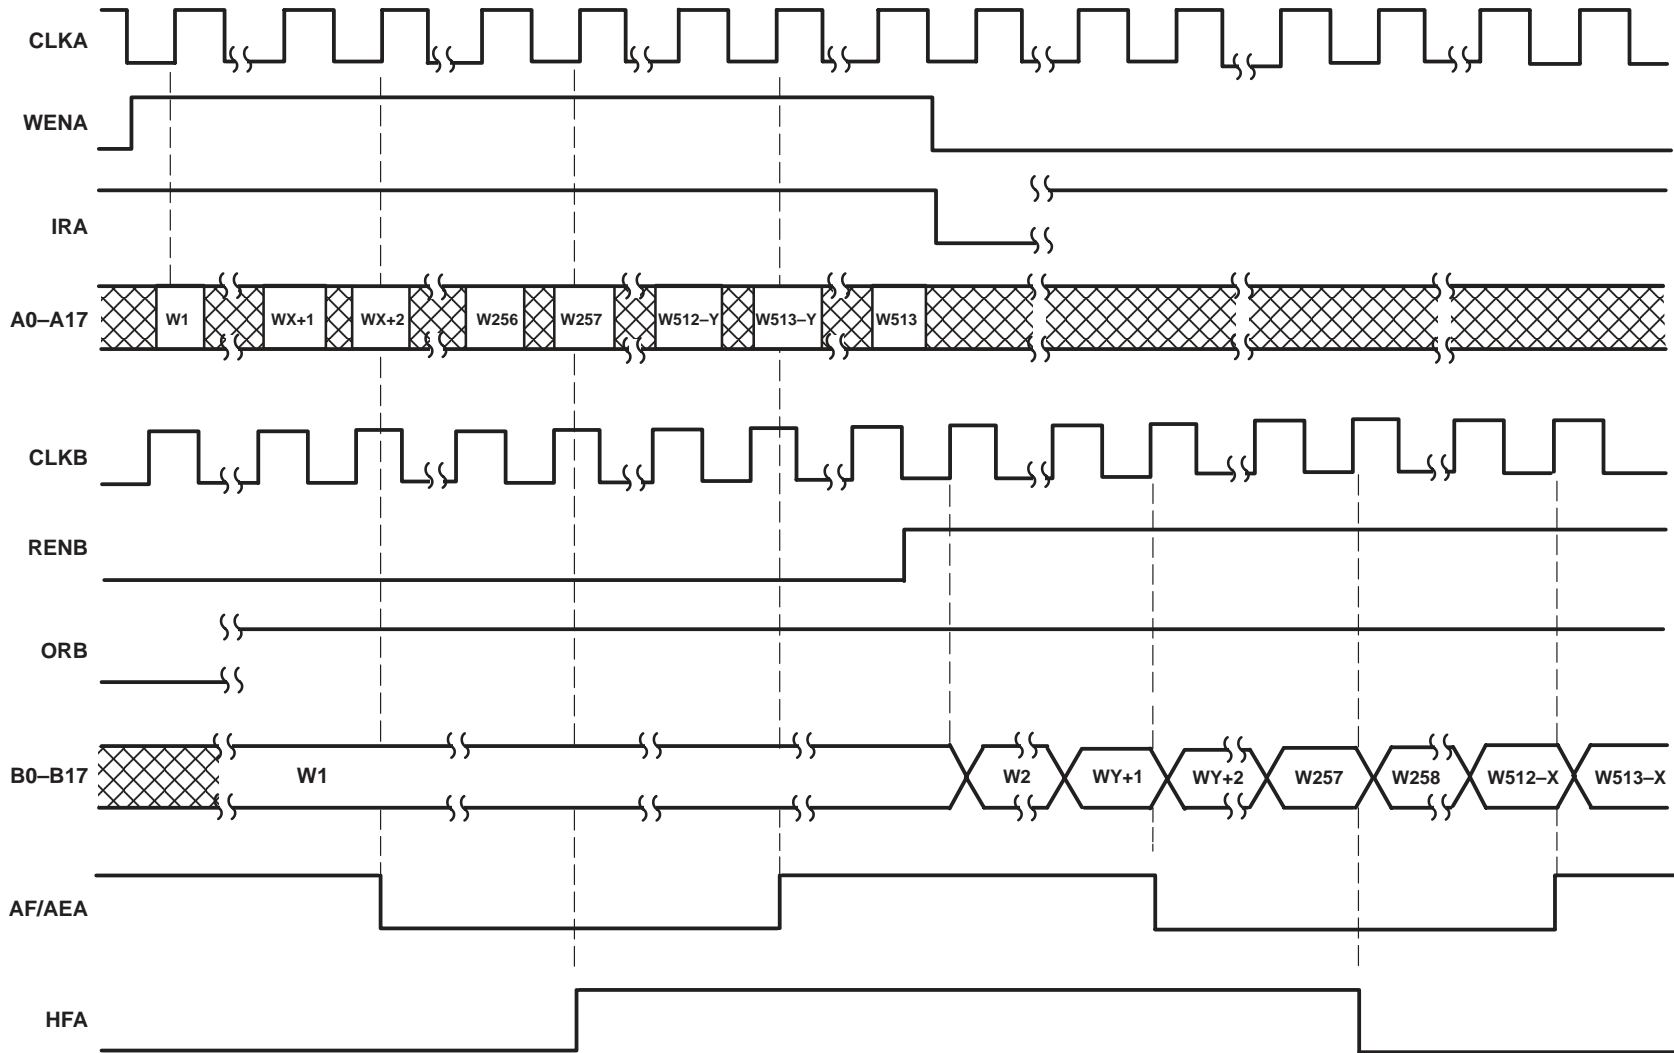 CLKA
WENA
IRA
A0–A17 W1 WX+1 WX+2 W256 W257 W512–Y W513–Y W513
CLKB
RENB
ORB
B0–B17 W1 W2 WY+1 WY+2 W257 W258 W512–X W513–X
AF/AEA
HFA